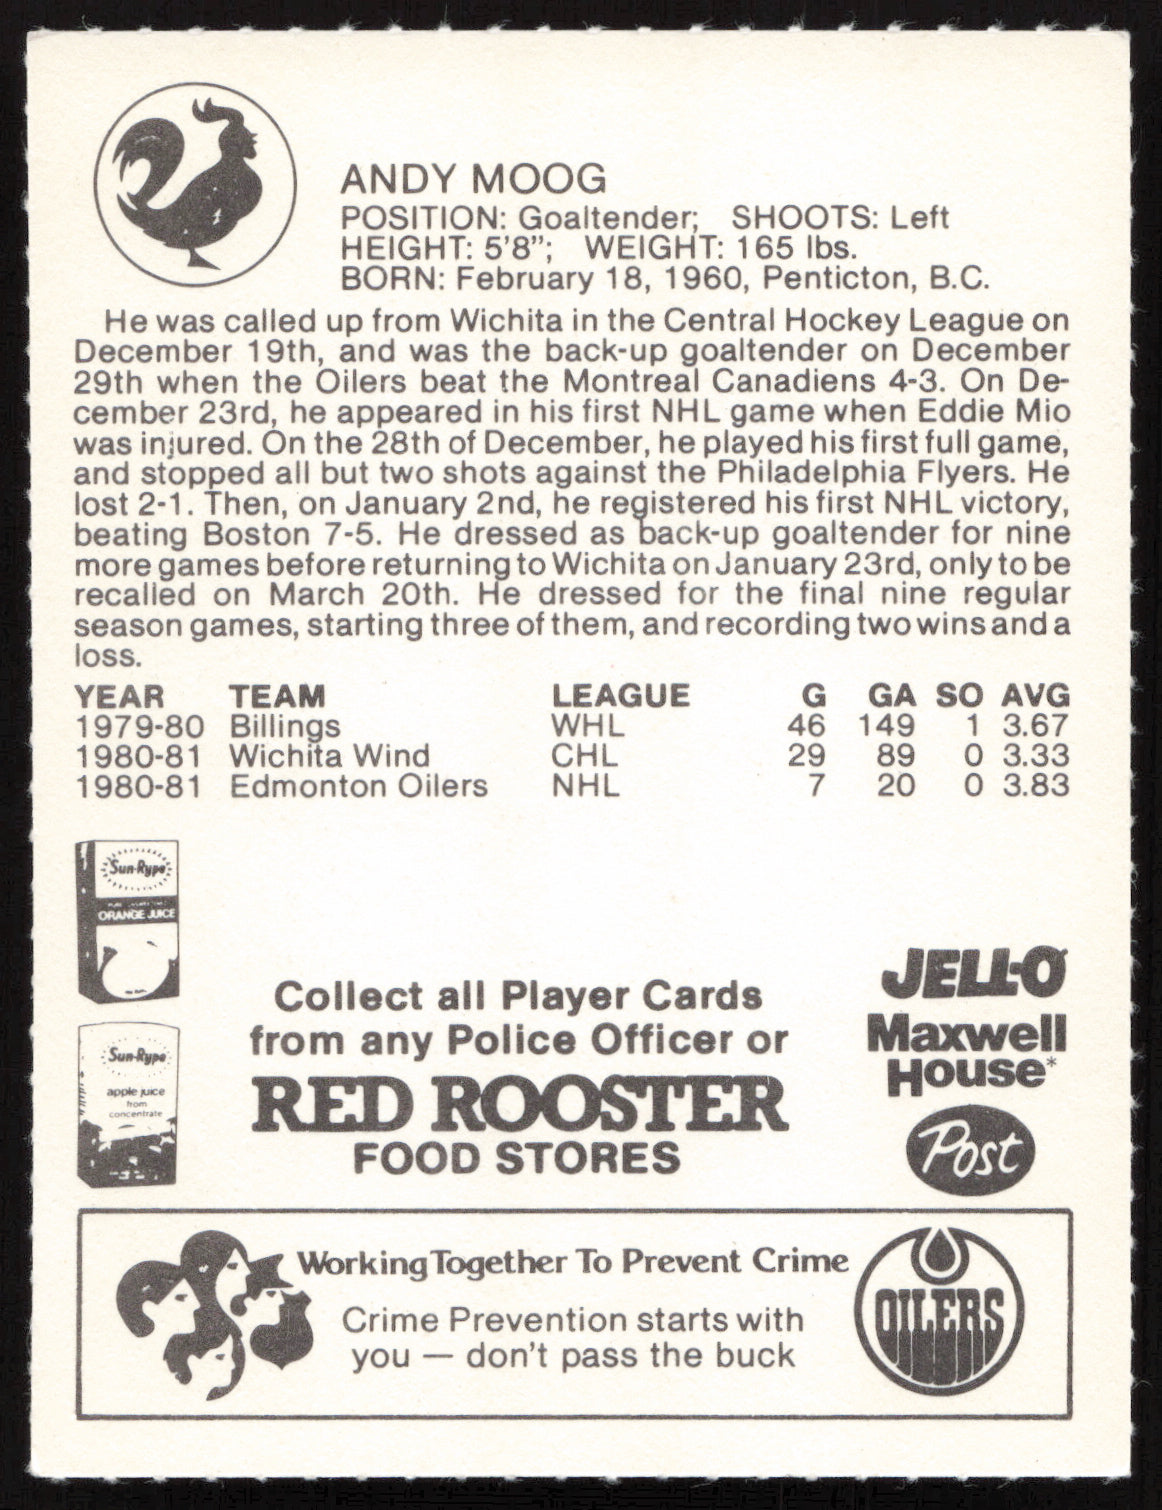 ANDY MOOG
POSITION: Goaltender; SHOOTS: Left
HEIGHT: 5'8"; WEIGHT: 165 lbs.
BORN: February 18, 1960, Penticton, B.C.
He was called up from Wichita in the Central Hockey League on
December 19th, and was the back-up goaltender on December
29th when the Oilers beat the Montreal Canadiens 4-3. On De-
cember 23rd, he appeared in his first NHL game when Eddie Mio
was injured. On the 28th of December, he played his first full game,
and stopped all but two shots against the Philadelphia Flyers. He
lost 2-1. Then, on January 2nd, he registered his first NHL victory,
beating Boston 7-5. He dressed as back-up goaltender for nine
more games before returning to Wichita on January 23rd, only to be
recalled on March 20th. He dressed for the final nine regular
season games, starting three of them, and recording two wins and a
loss.
YEAR TEAM LEAGUE G GA SO AVG
1979-80 Billings WHL 46 149 1 3.67
1980-81 Wichita Wind CHL 29 89 0 3.33
1980-81 Edmonton Oilers NHL 7 20 0 3.83
Sun-Rype
ORANGE JUICE
Sun-Rype
apple juice
from
concentrate
Collect all Player Cards
from any Police Officer or
RED ROOSTER
FOOD STORES
JELL-O
Maxwell
House*
Post
Working Together To Prevent Crime
Crime Prevention starts with
you — don't pass the buck
OILERS